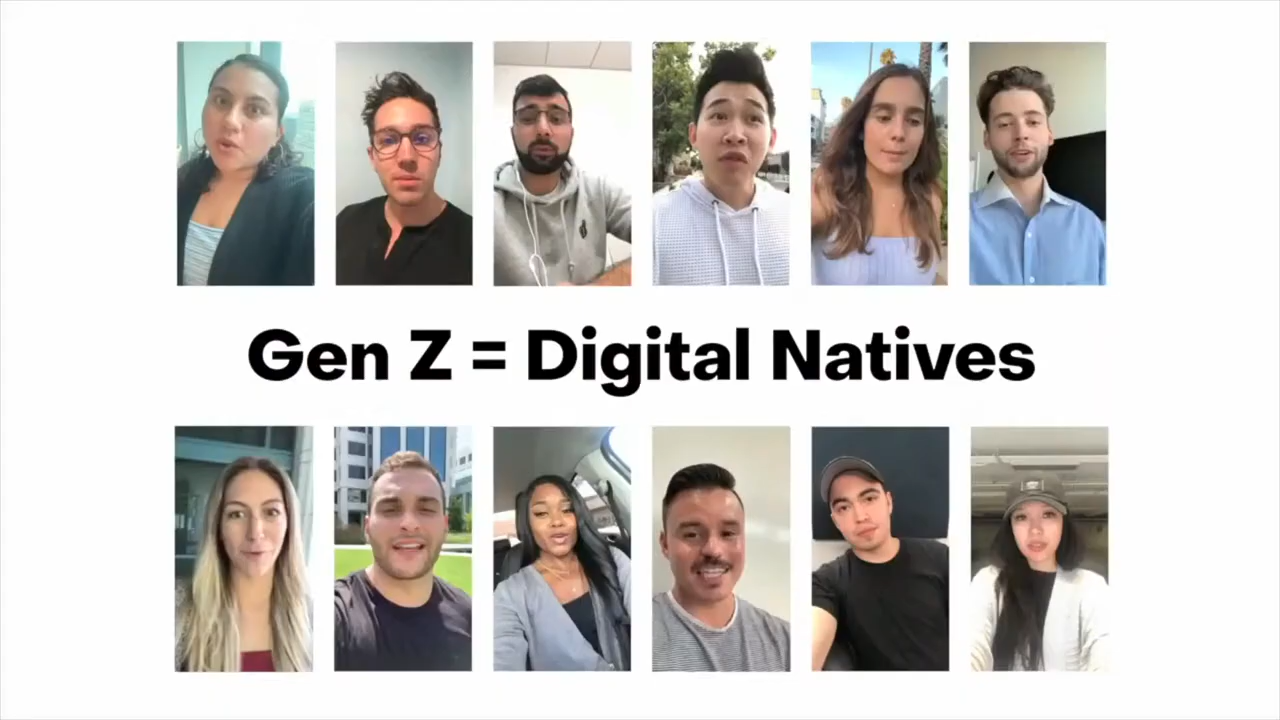 Gen Z = Digital Natives